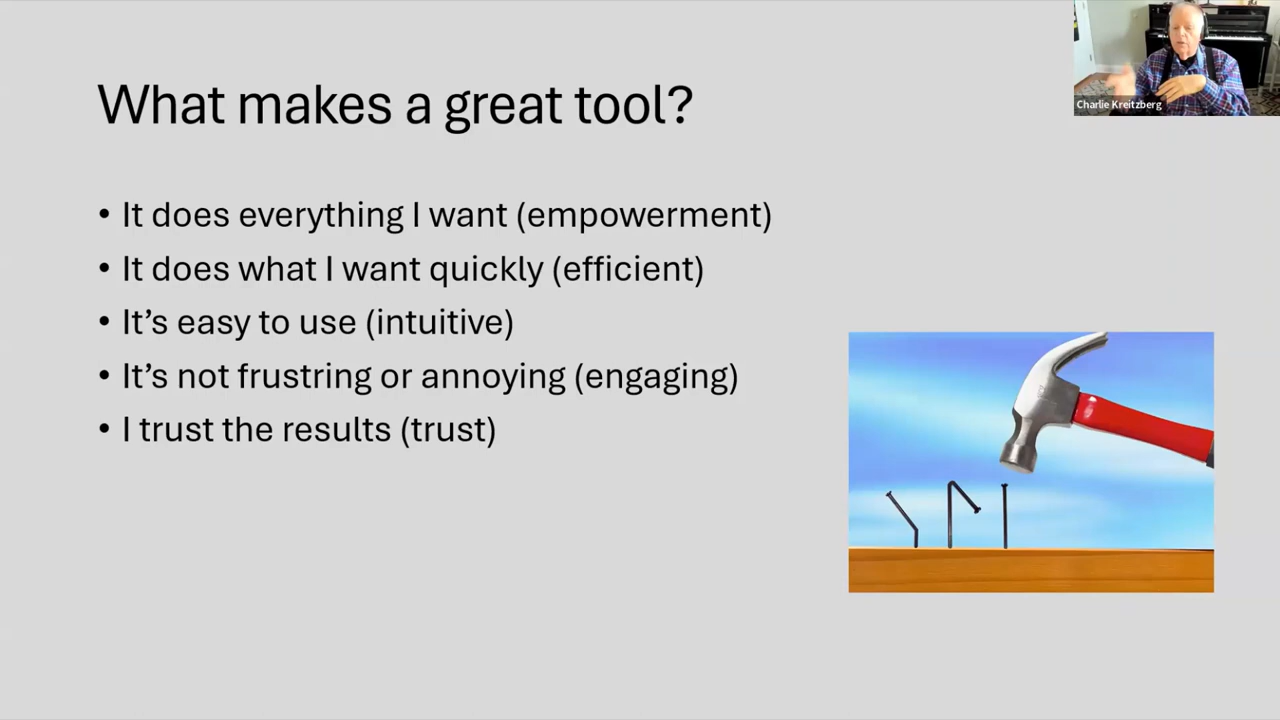 What makes a great tool?
Charlie Kreitzberg
• It does everything I want (empowerment)
• It does what I want quickly (efficient)
• It’s easy to use (intuitive)
• It’s not frustring or annoying (engaging)
• I trust the results (trust)